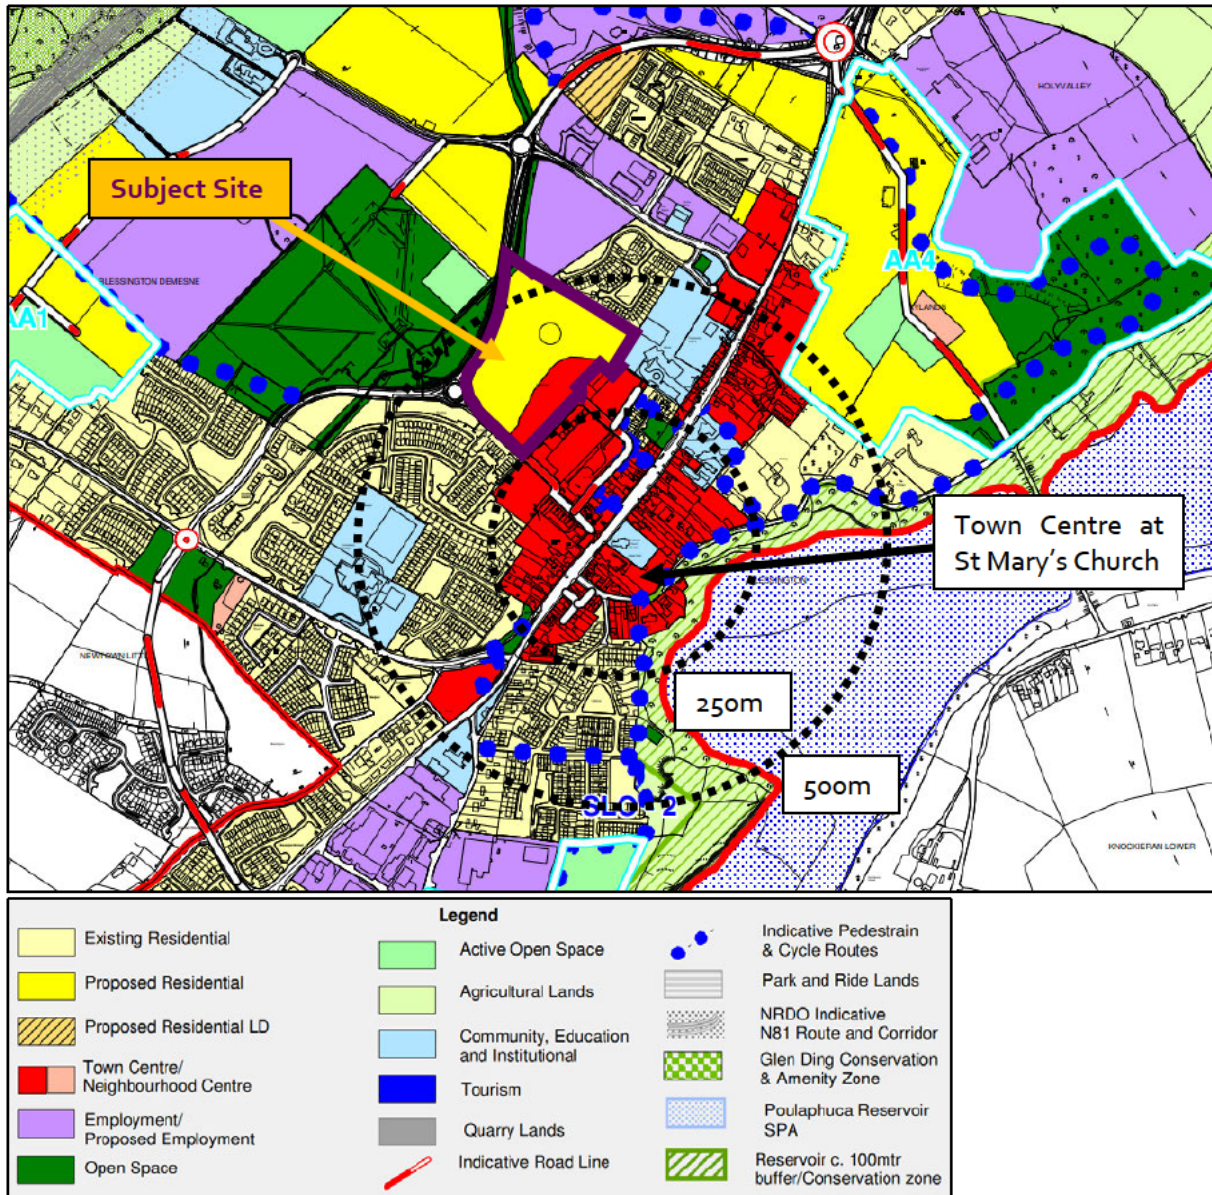 HOLYVALLEY
Subject Site
AA4
BLESSINGTON DEMESNE
AA1
Town Centre at
St Mary's Church
NEWTOWN LITT
250m
500m
SLO 2
KNOCKIERAN LOWER
Legend
Existing Residential
Proposed Residential
Proposed Residential LD
Town Centre/
Neighbourhood Centre
Employment/
Proposed Employment
Open Space
Active Open Space
Agricultural Lands
Community, Education
and Institutional
Tourism
Quarry Lands
Indicative Road Line
Indicative Pedestrain
& Cycle Routes
Park and Ride Lands
NRDO Indicative
N81 Route and Corridor
Glen Ding Conservation
& Amenity Zone
Poulaphuca Reservoir
SPA
Reservoir c. 100mtr
buffer/Conservation zone